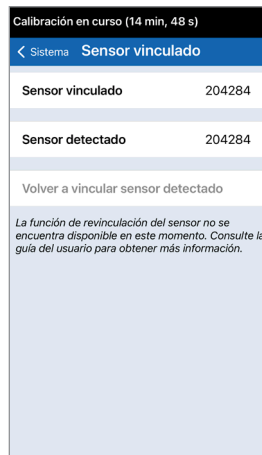 Calibración en curso (14 min, 48 s)
Sistema Sensor vinculado
Sensor vinculado 204284
Sensor detectado 204284
Volver a vincular sensor detectado
La función de revinculación del sensor no se
encuentra disponible en este momento. Consulte la
guía del usuario para obtener más información.